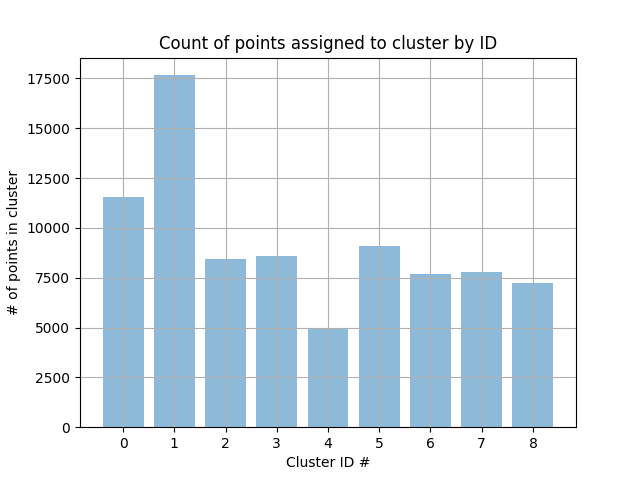 Count of points assigned to cluster by ID
17500
15000
12500
10000
7500
5000
2500
0
# of points in cluster
0 1 2 3 4 5 6 7 8
Cluster ID #